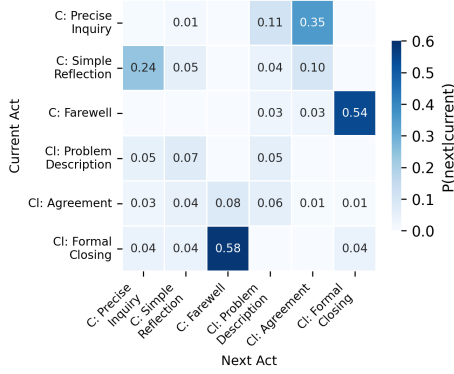 C: Precise
Inquiry
0.01
0.11
0.35
C: Simple
Reflection
0.24
0.05
0.04
0.10
C: Farewell
0.03
0.03
0.54
Cl: Problem
Description
0.05
0.07
0.05
Cl: Agreement
0.03
0.04
0.08
0.06
0.01
0.01
Cl: Formal
Closing
0.04
0.04
0.58
0.04
Current Act
C: Precise
Inquiry
C: Simple
Reflection
C: Farewell
Cl: Problem
Description
Cl: Agreement
Cl: Formal
Closing
Next Act
0.6
0.5
0.4
0.3
0.2
0.1
0.0
P(next|current)